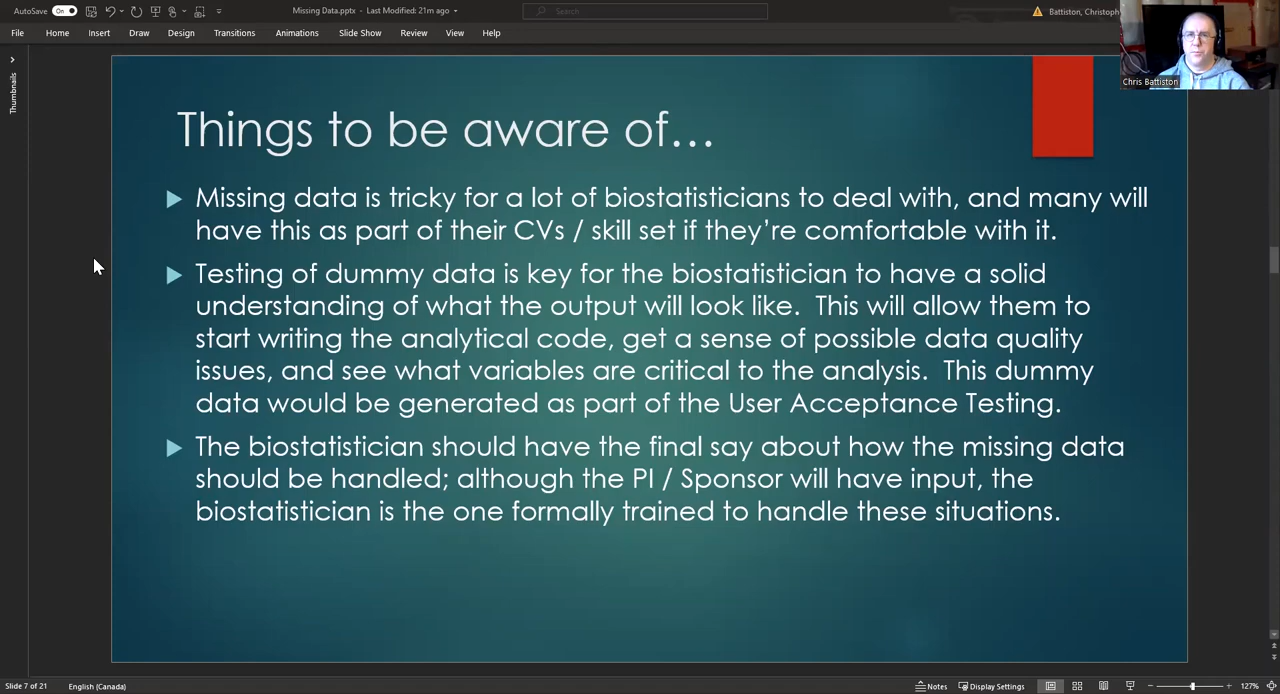 AutoSave On
Missing Data.pptx - Last Modified: 21m ago
Search
Battiston, Christoph
File Home Insert Draw Design Transitions Animations Slide Show Review View Help
Chris Battiston
Thumbnails
Things to be aware of...
Missing data is tricky for a lot of biostatisticians to deal with, and many will
have this as part of their CVs / skill set if they're comfortable with it.
Testing of dummy data is key for the biostatistician to have a solid
understanding of what the output will look like.  This will allow them to
start writing the analytical code, get a sense of possible data quality
issues, and see what variables are critical to the analysis.  This dummy
data would be generated as part of the User Acceptance Testing.
The biostatistician should have the final say about how the missing data
should be handled; although the PI / Sponsor will have input, the
biostatistician is the one formally trained to handle these situations.
Slide 7 of 21 English (Canada) Notes Display Settings 127%